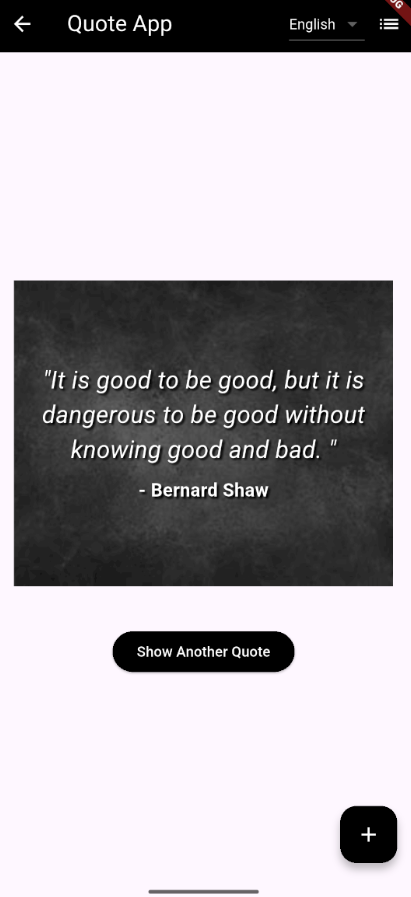 Quote App
English
"It is good to be good, but it is
dangerous to be good without
knowing good and bad. "
- Bernard Shaw
Show Another Quote
+